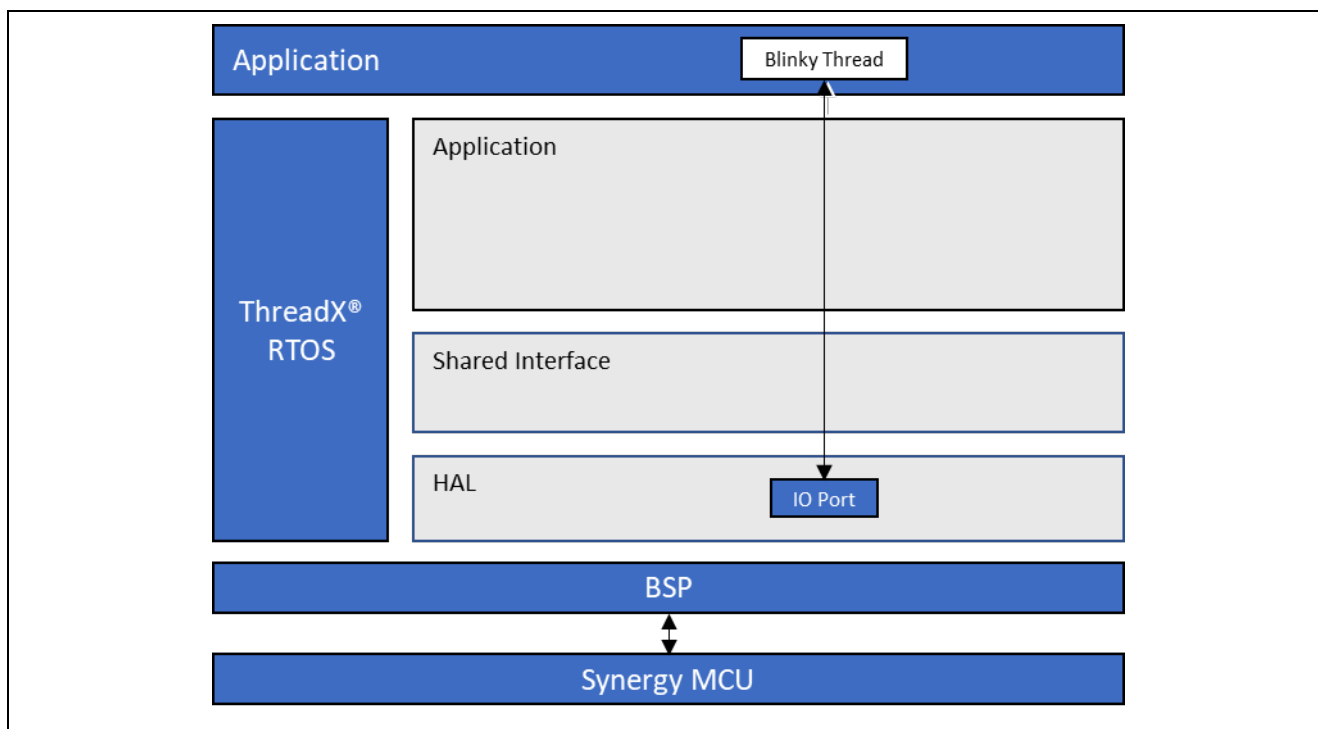 Application
Blinky Thread
Application
ThreadX®
RTOS
Shared Interface
HAL
IO Port
BSP
Synergy MCU